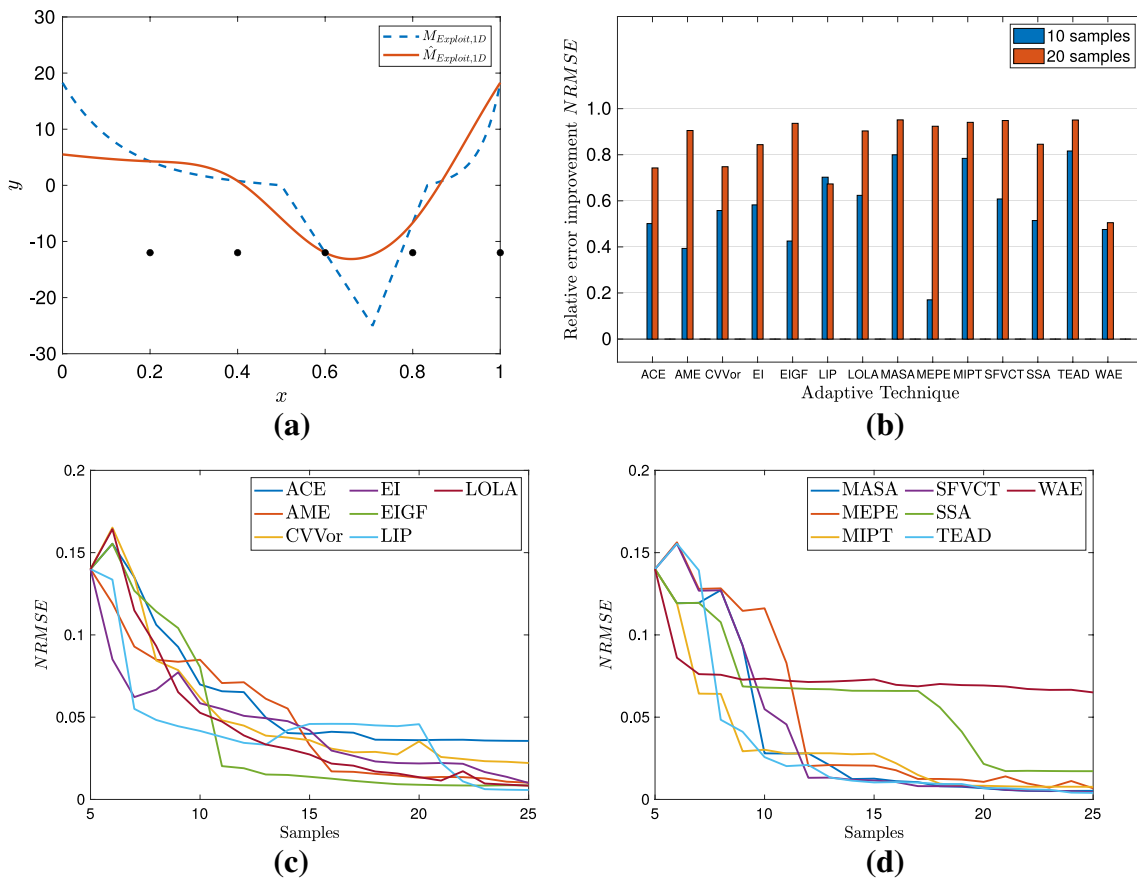 30
20
10
0
-10
-20
-30
y
0
0.2
0.4
0.6
0.8
1
x
M_{Exploit,1D}
\hat{M}_{Exploit,1D}
(a)
Relative error improvement NRMSE
1.0
0.8
0.6
0.4
0.2
0
10 samples
20 samples
ACE AME CVVor EI EIGF LIP LOLA MASA MEPE MIPT SFVCT SSA TEAD WAE
Adaptive Technique
(b)
0.2
0.15
0.1
0.05
0
NRMSE
ACE EI LOLA
AME EIGF
CVVor LIP
5 10 15 20 25
Samples
(c)
0.2
0.15
0.1
0.05
0
NRMSE
MASA SFVCT WAE
MEPE SSA
MIPT TEAD
5 10 15 20 25
Samples
(d)